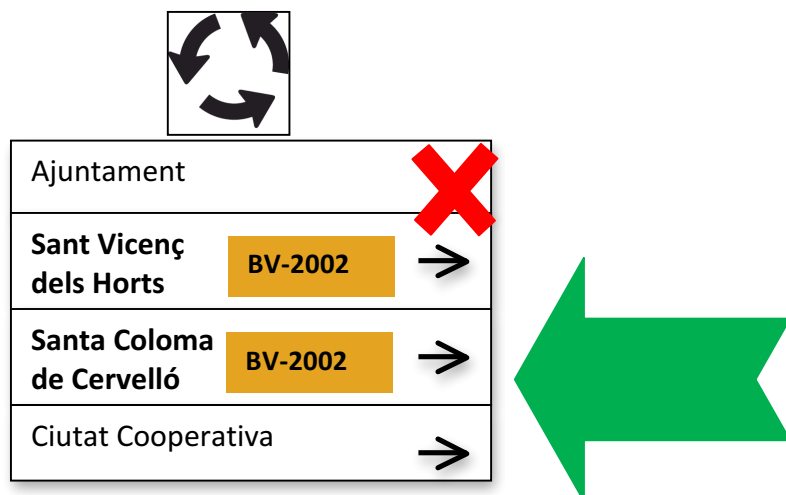 Ajuntament
Sant Vicenç
dels Horts
BV-2002
Santa Coloma
de Cervelló
BV-2002
Ciutat Cooperativa